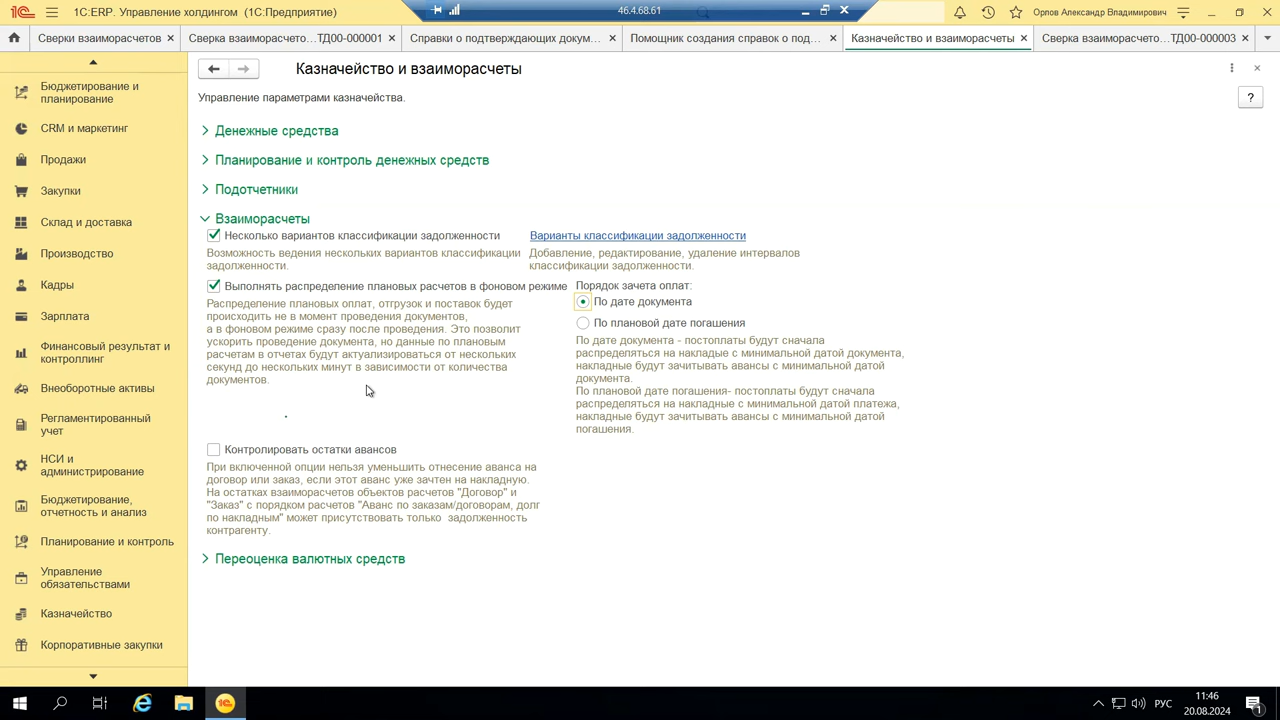 1С:ERP. Управление холдингом (1С:Предприятие)
46.4.68.61
Орлов Александр Владимирович
Сверки взаиморасчетов
Сверка взаиморасчето...ТД00-000001
Справки о подтверждающих докум...
Помощник создания справок о под...
Казначейство и взаиморасчеты
Сверка взаиморасчето...ТД00-000003
Бюджетирование и
планирование
CRM и маркетинг
Продажи
Закупки
Склад и доставка
Производство
Кадры
Зарплата
Финансовый результат и
контроллинг
Внеоборотные активы
Регламентированный
учет
НСИ и
администрирование
Бюджетирование,
отчетность и анализ
Планирование и контроль
Управление
обязательствами
Казначейство
Корпоративные закупки
Казначейство и взаиморасчеты
Управление параметрами казначейства.
?
Денежные средства
Планирование и контроль денежных средств
Подотчетники
Взаиморасчеты
Несколько вариантов классификации задолженности
Варианты классификации задолженности
Возможность ведения нескольких вариантов классификации
задолженности.
Добавление, редактирование, удаление интервалов
классификации задолженности.
Выполнять распределение плановых расчетов в фоновом режиме
Распределение плановых оплат, отгрузок и поставок будет
происходить не в момент проведения документов,
а в фоновом режиме сразу после проведения. Это позволит
ускорить проведение документа, но данные по плановым
расчетам в отчетах будут актуализироваться от нескольких
секунд до нескольких минут в зависимости от количества
документов.
Порядок зачета оплат:
По дате документа
По плановой дате погашения
По дате документа - постоплаты будут сначала
распределяться на накладые с минимальной датой документа,
накладные будут зачитывать авансы с минимальной датой
документа.
По плановой дате погашения- постоплаты будут сначала
распределяться на накладные с минимальной датой платежа,
накладные будут зачитывать авансы с минимальной датой
погашения.
Контролировать остатки авансов
При включенной опции нельзя уменьшить отнесение аванса на
договор или заказ, если этот аванс уже зачтен на накладную.
На остатках взаиморасчетов объектов расчетов "Договор" и
"Заказ" с порядком расчетов "Аванс по заказам/договорам, долг
по накладным" может присутствовать только задолженность
контрагенту.
Переоценка валютных средств
РУС
11:46
20.08.2024
1